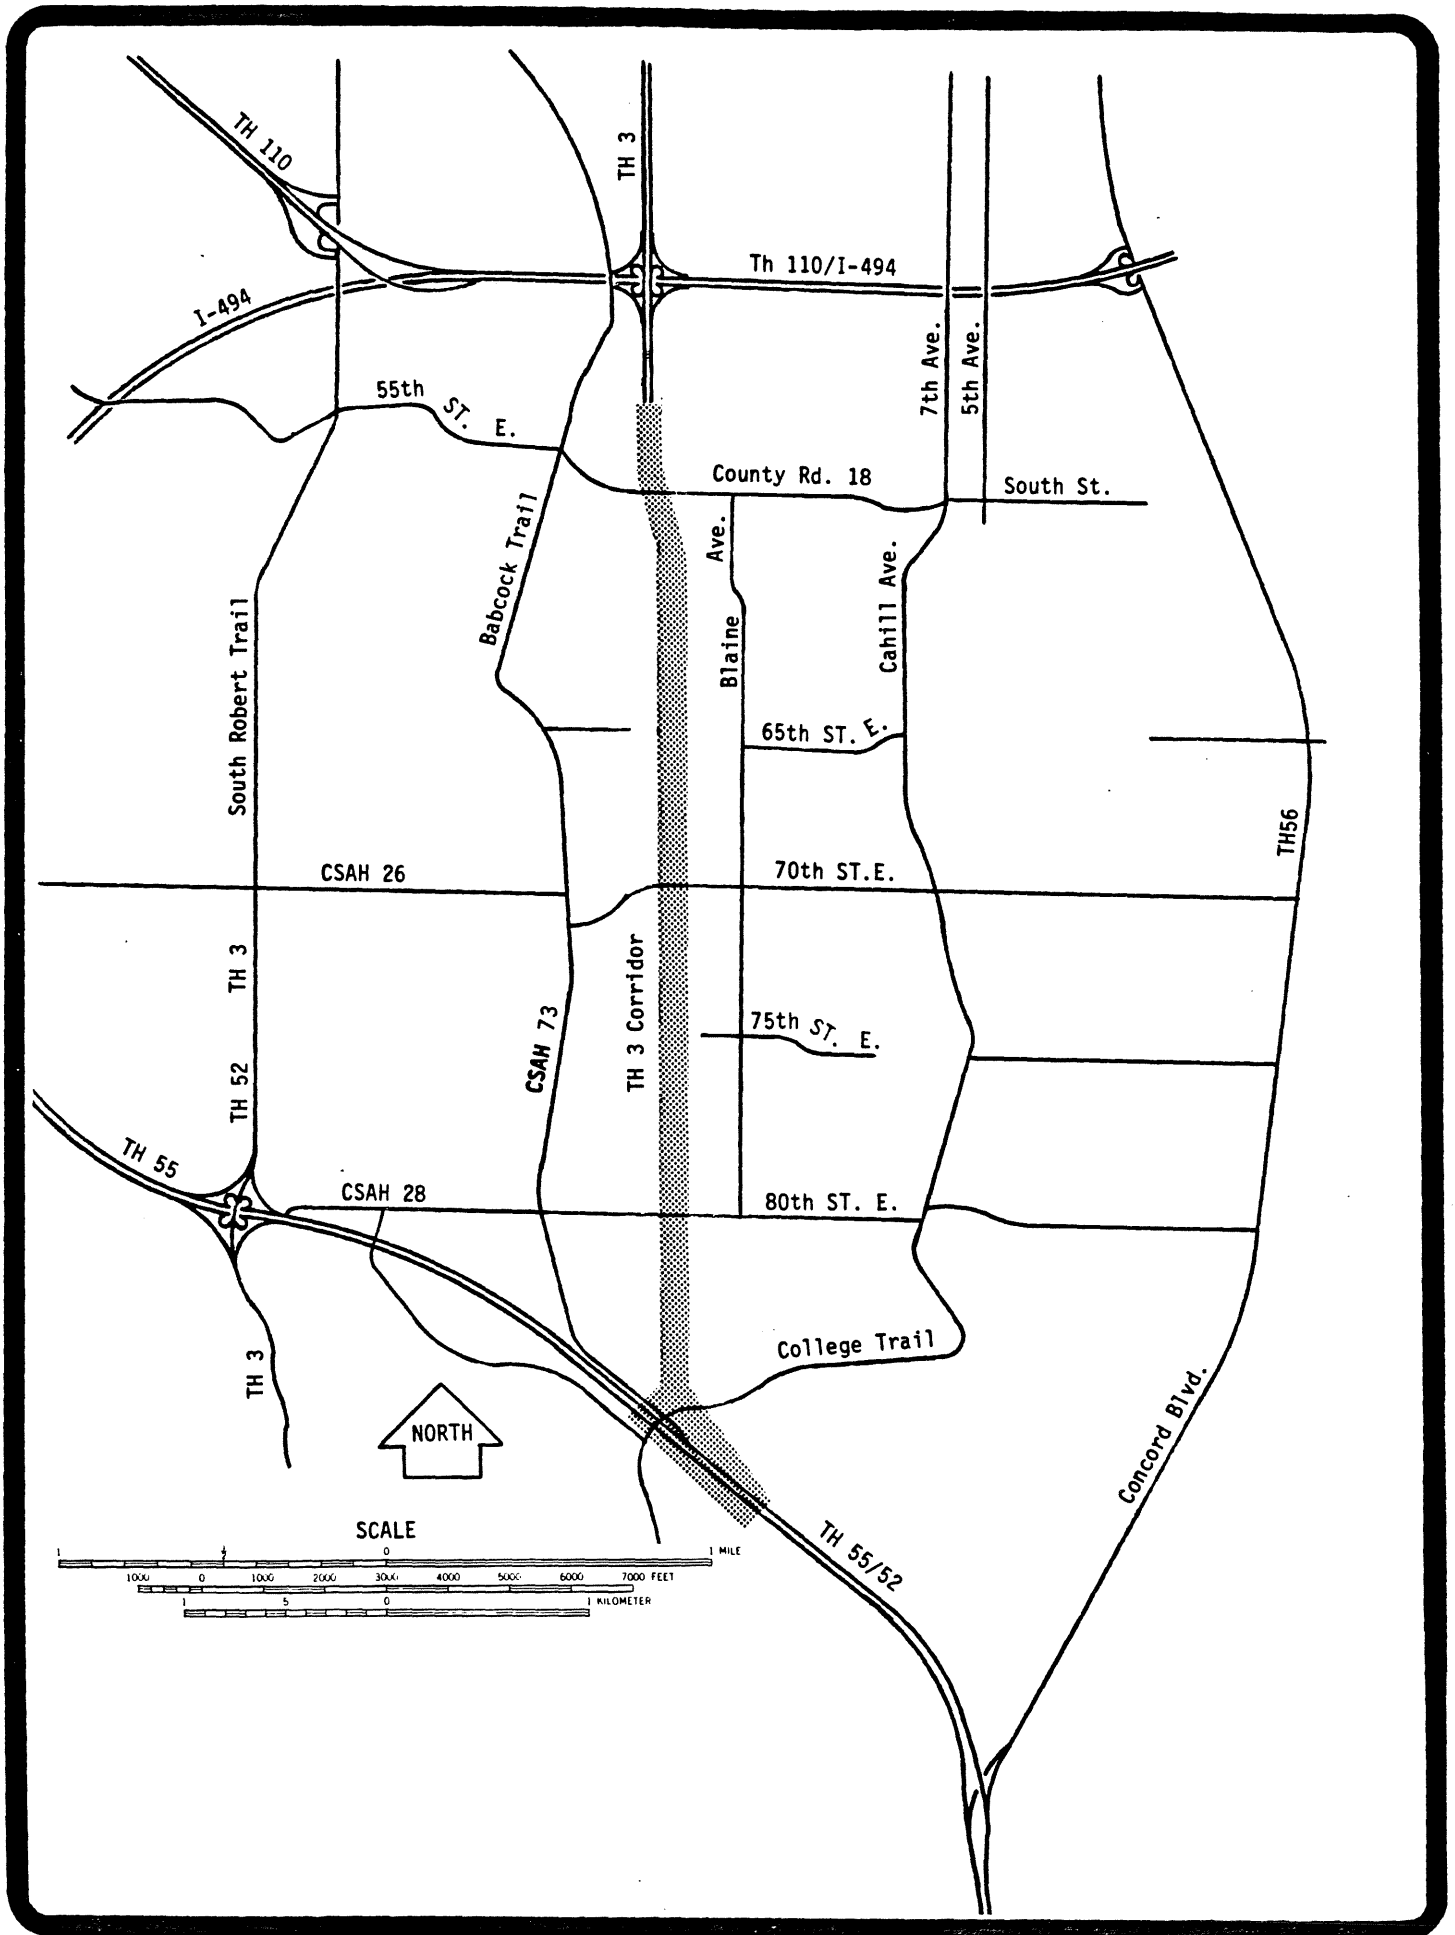 TH 110
TH 3
Th 110/I-494
I-494
7th Ave.
5th Ave.
55th ST. E.
County Rd. 18
South St.
Babcock Trail
Blaine Ave.
Cahill Ave.
South Robert Trail
65th ST. E.
TH56
CSAH 26
70th ST.E.
TH 3
TH 3 Corridor
CSAH 73
75th ST. E.
TH 52
TH 55
CSAH 28
80th ST. E.
College Trail
TH 3
NORTH
Concord Blvd.
SCALE
1 0 1 MILE
1000 0 1000 2000 3000 4000 5000 6000 7000 FEET
1 5 0 1 KILOMETER
TH 55/52